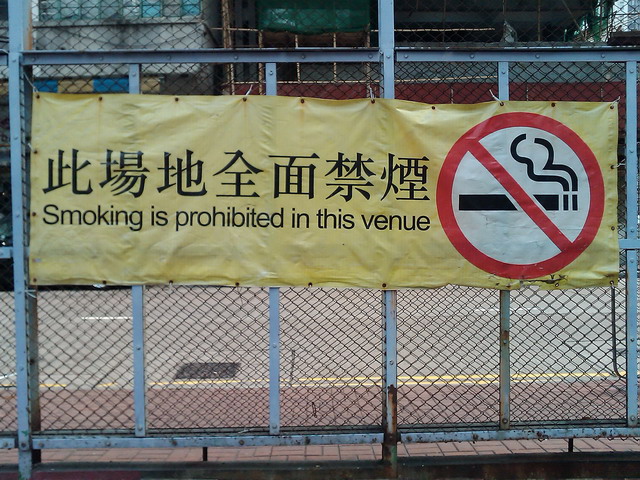 此場地全面禁煙
Smoking is prohibited in this venue